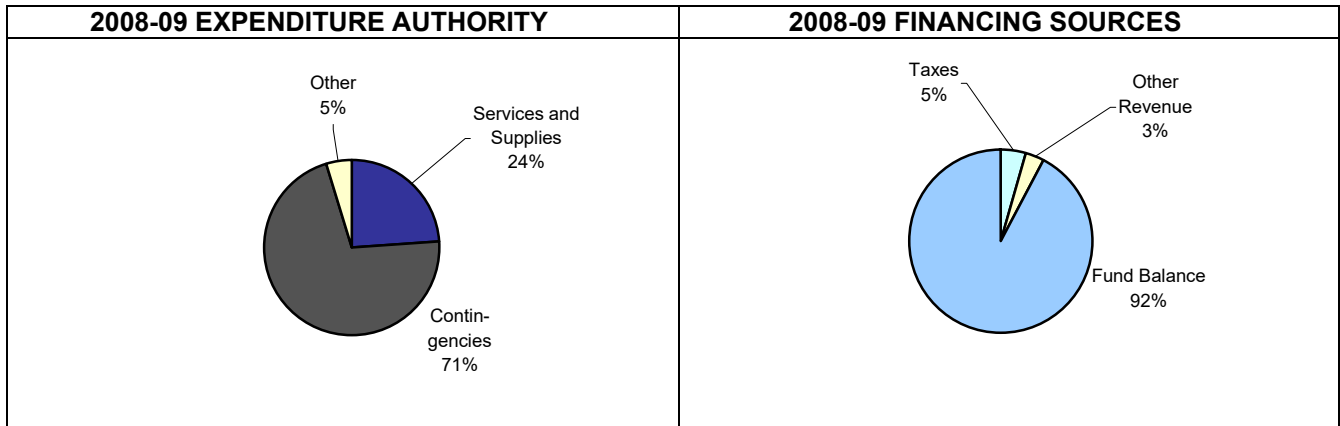 2008-09 EXPENDITURE AUTHORITY
Other
5%
Services and
Supplies
24%
Contin-
gencies
71%
2008-09 FINANCING SOURCES
Taxes
5%
Other
Revenue
3%
Fund Balance
92%